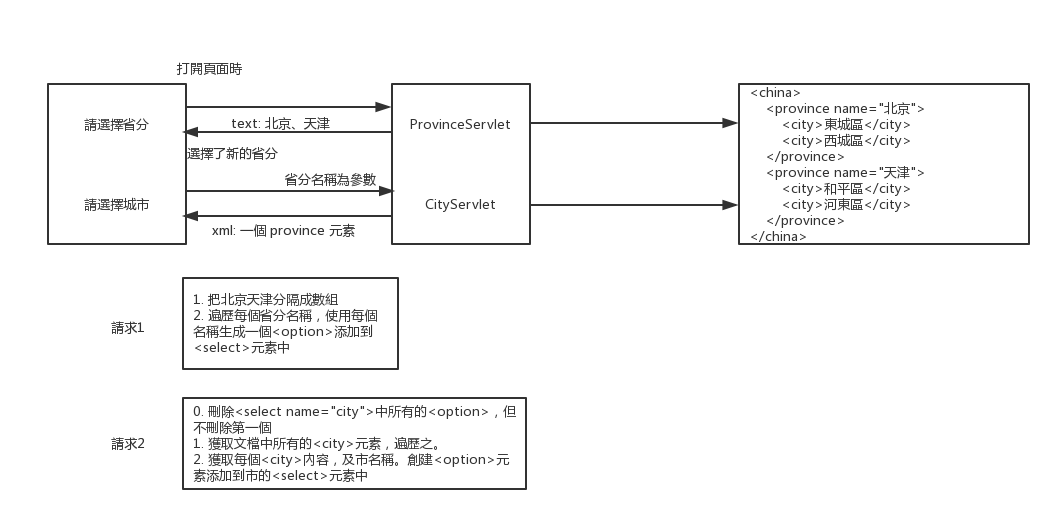 打開頁面時
請選擇省分
text: 北京、天津
選擇了新的省分
省分名稱為參數
請選擇城市
xml: 一個 province 元素
ProvinceServlet
CityServlet
<china>
<province name="北京">
<city>東城區</city>
<city>西城區</city>
</province>
<province name="天津">
<city>和平區</city>
<city>河東區</city>
</province>
</china>
請求1
1. 把北京天津分隔成數組
2. 遍歷每個省分名稱，使用每個
名稱生成一個<option>添加到
<select>元素中
請求2
0. 刪除<select name="city">中所有的<option>，但
不刪除第一個
1. 獲取文檔中所有的<city>元素，遍歷之。
2. 獲取每個<city>内容，及市名稱。創建<option>元
素添加到市的<select>元素中